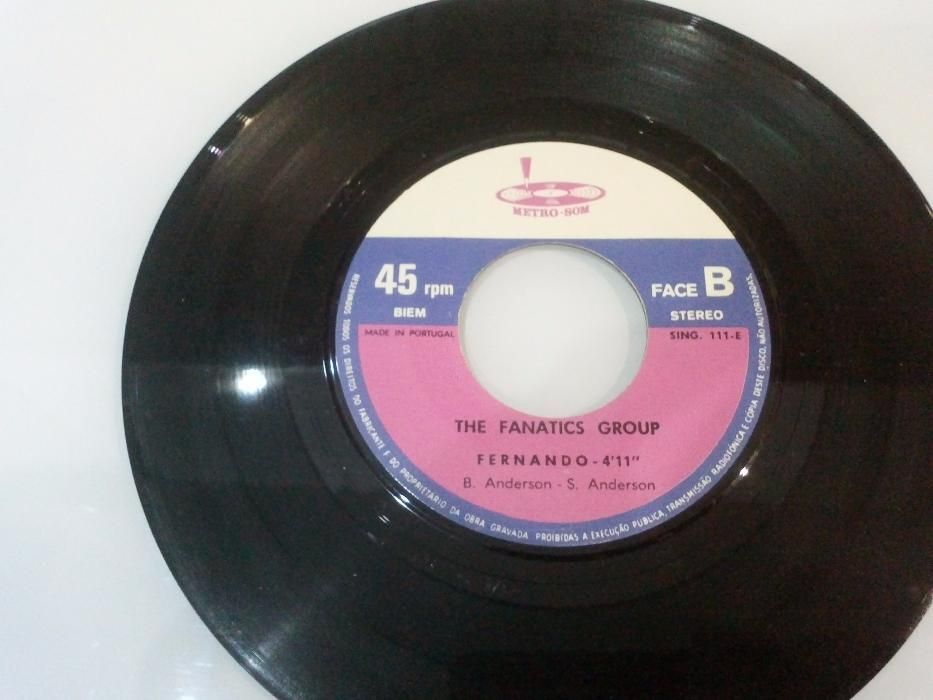 METRO-SOM
45 rpm
FACE B
BIEM
STEREO
MADE IN PORTUGAL
SING. 111-E
THE FANATICS GROUP
FERNANDO - 4'11"
B. Anderson - S. Anderson
RESERVADOS TODOS OS DIREITOS DO FABRICANTE E DO PROPRIETARIO DA OBRA GRAVADA PROIBIDAS A EXECUÇÃO PÚBLICA, TRANSMISSÃO RADIOFÓNICA E CÓPIA DESTE DISCO, NÃO AUTORIZADAS.